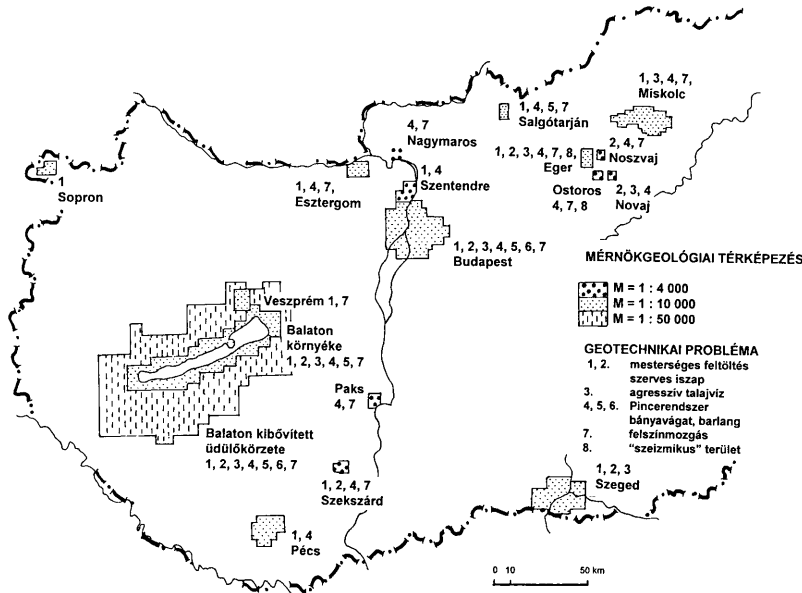 1, 3, 4, 7,
Miskolc
1, 4, 5, 7
Salgótarján
4, 7
Nagymaros
1, 2, 3, 4, 7, 8,
Eger
2, 4, 7
Noszvaj
1
Sopron
1, 4, 7,
Esztergom
1, 4
Szentendre
Ostoros
4, 7, 8
2, 3, 4
Novaj
1, 2, 3, 4, 5, 6, 7
Budapest
MÉRNÖKGEOLÓGIAI TÉRKÉPEZÉS
M = 1 : 4 000
M = 1 : 10 000
M = 1 : 50 000
Veszprém 1, 7
Balaton
környéke
1, 2, 3, 4, 5, 7
GEOTECHNIKAI PROBLÉMA
1, 2. mesterséges feltöltés
szerves iszap
3. agresszív talajvíz
4, 5, 6. Pincerendszer
bányavágat, barlang
7. felszínmozgás
8. "szeizmikus" terület
Paks
4, 7
Balaton kibővített
üdülőkörzete
1, 2, 3, 4, 5, 6, 7
1, 2, 4, 7
Szekszárd
1, 2, 3
Szeged
1, 4
Pécs
0 10 50 km